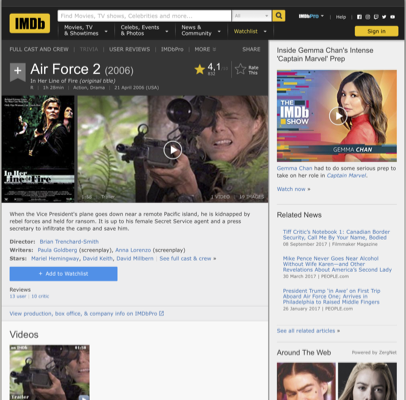 IMDb
Find Movies, TV shows, Celebrities and more...
All
IMDbPro
Help
Movies, TV & Showtimes
Celebs, Events & Photos
News & Community
Watchlist
Sign in
FULL CAST AND CREW | TRIVIA | USER REVIEWS | IMDbPro | MORE
SHARE
Air Force 2 (2006)
In Her Line of Fire (original title)
R | 1h 28min | Action, Drama | 21 April 2006 (USA)
4,1
Rate This
In Her Line of Fire
1 VIDEO | 10 IMAGES
When the Vice President's plane goes down near a remote Pacific island, he is kidnapped by
rebel forces and held for ransom. It is up to his female Secret Service agent and a press
secretary to infiltrate the camp and save him.
Director: Brian Trenchard-Smith
Writers: Paula Goldberg (screenplay), Anna Lorenzo (screenplay)
Stars: Mariel Hemingway, David Keith, David Millbern | See full cast & crew »
+ Add to Watchlist
Reviews
13 user | 10 critic
View production, box office, & company info on IMDbPro
Videos
Inside Gemma Chan's Intense
'Captain Marvel' Prep
THE IMDb SHOW
GEMMA CHAN
Gemma Chan had to do some serious prep
to take on her role in Captain Marvel.
Watch now »
Related News
Tiff Critic's Notebook 1: Canadian Border
Security, Call Me By Your Name, Bodied
08 September 2017 | Filmmaker Magazine
Mike Pence Never Goes Near Alcohol
Without Wife Karen—and Other
Revelations About America's Second Lady
30 March 2017 | PEOPLE.com
President Trump 'in Awe' on First Trip
Aboard Air Force One; Arrives in
Philadelphia to Raised Middle Fingers
26 January 2017 | PEOPLE.com
See all related articles »
Around The Web
Powered by ZergNet